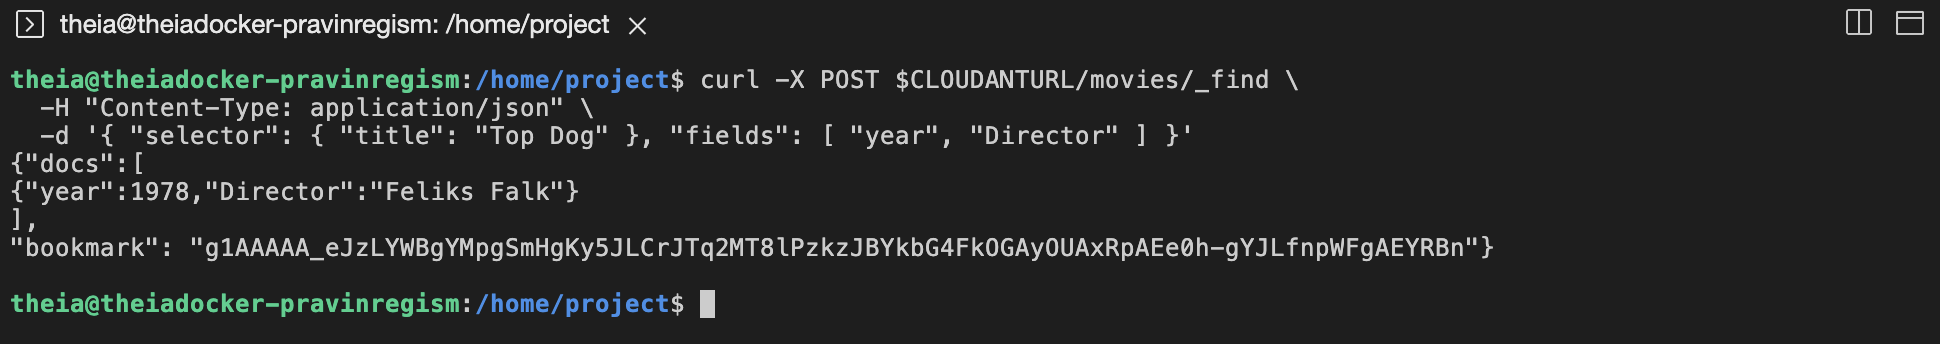 theia@theiadocker-pravinregism: /home/project
theia@theiadocker-pravinregism:/home/project$ curl -X POST $CLOUDANTURL/movies/_find \
-H "Content-Type: application/json" \
-d '{ "selector": { "title": "Top Dog" }, "fields": [ "year", "Director" ] }'
{"docs":[
{"year":1978,"Director":"Feliks Falk"}
],
"bookmark": "g1AAAAA_eJzLYWBgYMpgSmHgKy5JLCrJTq2MT8lPzkzJBYkbG4FkOGAyOUAxRpAEe0h-gYJLfnpWFgAEYRBn"}
theia@theiadocker-pravinregism:/home/project$